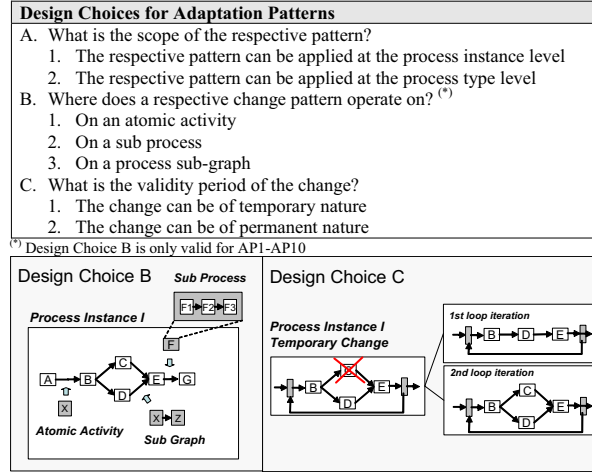 Design Choices for Adaptation Patterns
A. What is the scope of the respective pattern?
1. The respective pattern can be applied at the process instance level
2. The respective pattern can be applied at the process type level
B. Where does a respective change pattern operate on? (*)
1. On an atomic activity
2. On a sub process
3. On a process sub-graph
C. What is the validity period of the change?
1. The change can be of temporary nature
2. The change can be of permanent nature
(*) Design Choice B is only valid for AP1-AP10
Design Choice B
Sub Process
F1 F2 F3
Process Instance I
F
A B C D E G
X
Atomic Activity
X Z
Sub Graph
Design Choice C
Process Instance I
Temporary Change
B D E
1st loop iteration
B D E
2nd loop iteration
B C D E